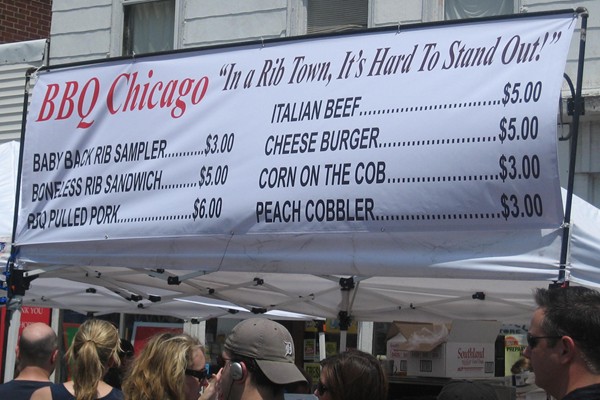 BBQ Chicago "In a Rib Town, It's Hard To Stand Out!"
BABY BACK RIB SAMPLER..........$3.00
BONELESS RIB SANDWICH......$5.00
BBQ PULLED PORK..................$6.00
ITALIAN BEEF............................$5.00
CHEESE BURGER........................$5.00
CORN ON THE COB......................$3.00
PEACH COBBLER.........................$3.00
Southland